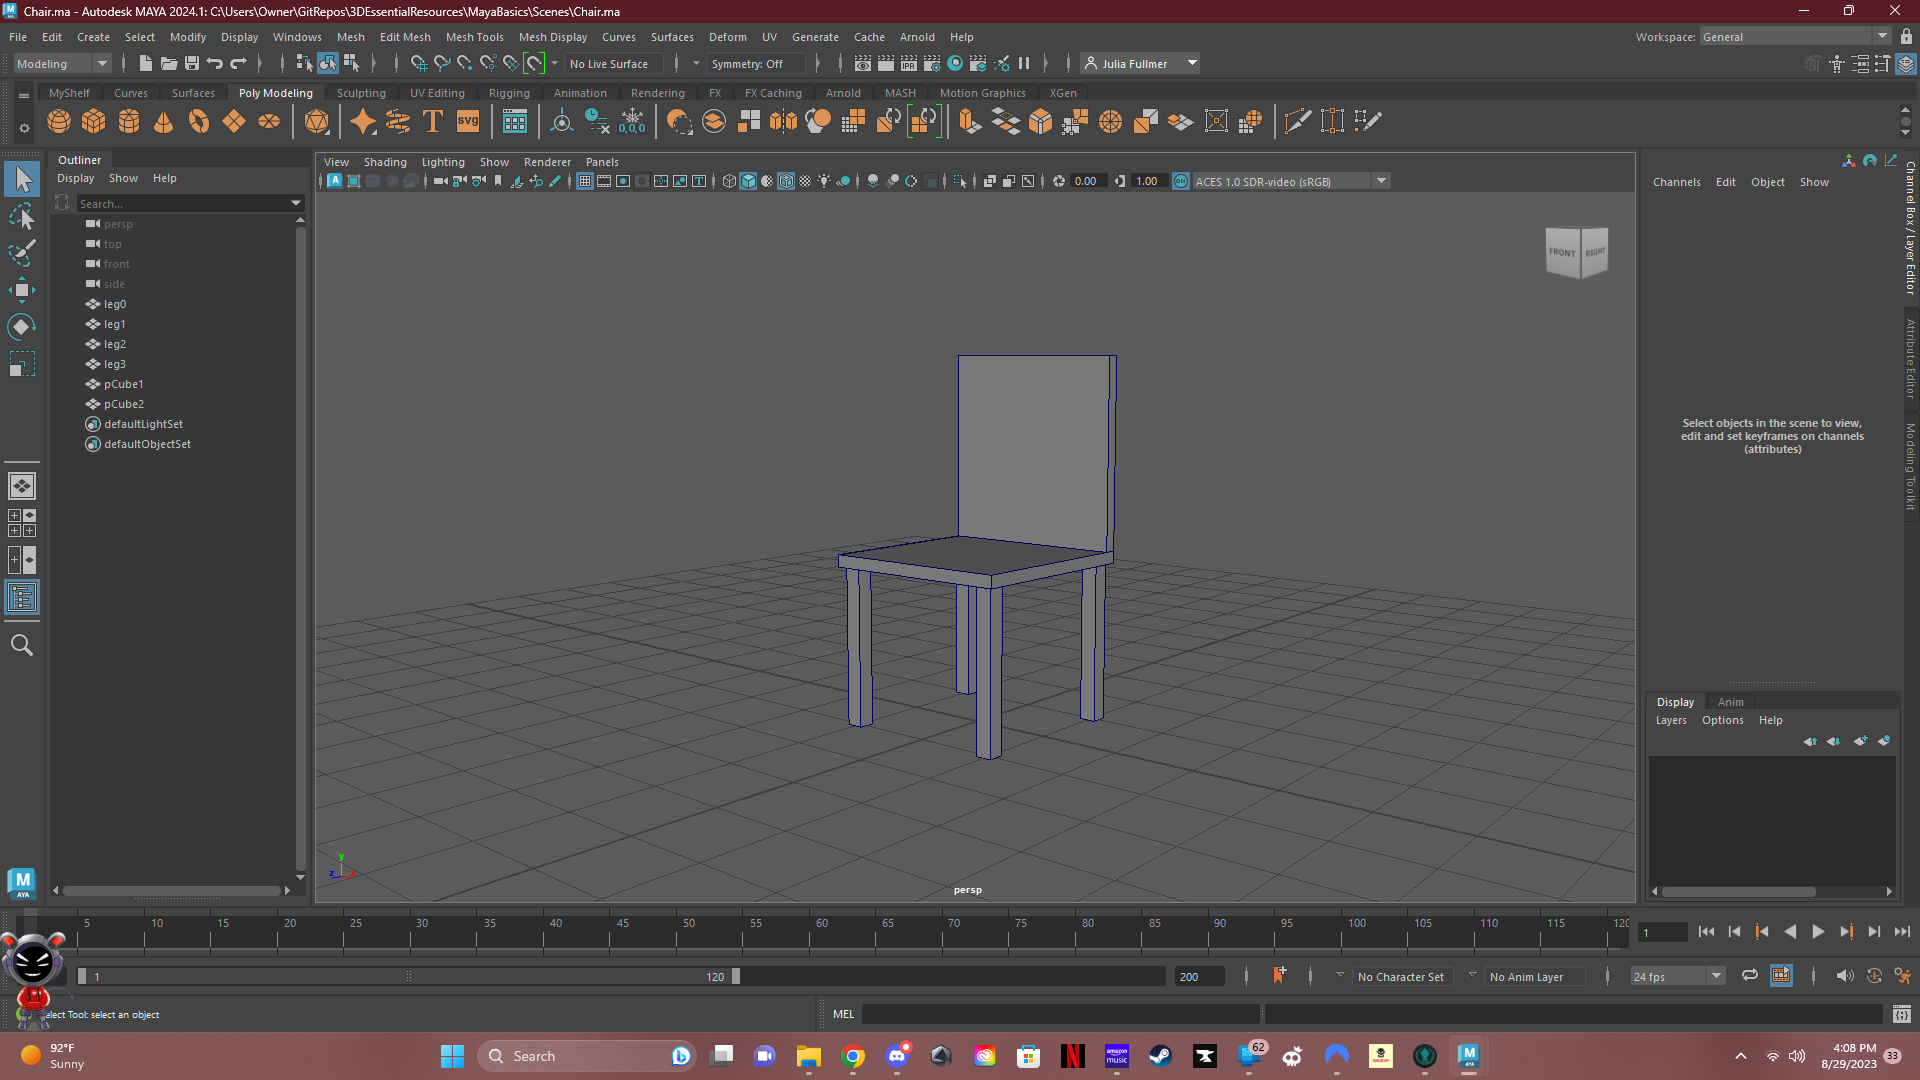 Chair.ma - Autodesk MAYA 2024.1: C:\Users\Owner\GitRepos\3DEssentialResources\MayaBasics\Scenes\Chair.ma
File Edit Create Select Modify Display Windows Mesh Edit Mesh Mesh Tools Mesh Display Curves Surfaces Deform UV Generate Cache Arnold Help Workspace: General
Modeling No Live Surface Symmetry: Off IPR Julia Fullmer
MyShelf Curves Surfaces Poly Modeling Sculpting UV Editing Rigging Animation Rendering FX FX Caching Arnold MASH Motion Graphics XGen
T svg 0,0,0
Outliner
Display Show Help
Search...
persp
top
front
side
leg0
leg1
leg2
leg3
pCube1
pCube2
defaultLightSet
defaultObjectSet
View Shading Lighting Show Renderer Panels
0.00 1.00 ON ACES 1.0 SDR-video (sRGB)
FRONT RIGHT
y
z x
persp
Channels Edit Object Show
Select objects in the scene to view,
edit and set keyframes on channels
(attributes)
Channel Box / Layer Editor
Attribute Editor
Modeling Toolkit
Display Anim
Layers Options Help
M
AYA
5 10 15 20 25 30 35 40 45 50 55 60 65 70 75 80 85 90 95 100 105 110 115 120
1
1 120 200 No Character Set No Anim Layer 24 fps
elect Tool: select an object MEL
92°F
Sunny
Search
amazon music
62
M
AYA
4:08 PM
8/29/2023
33